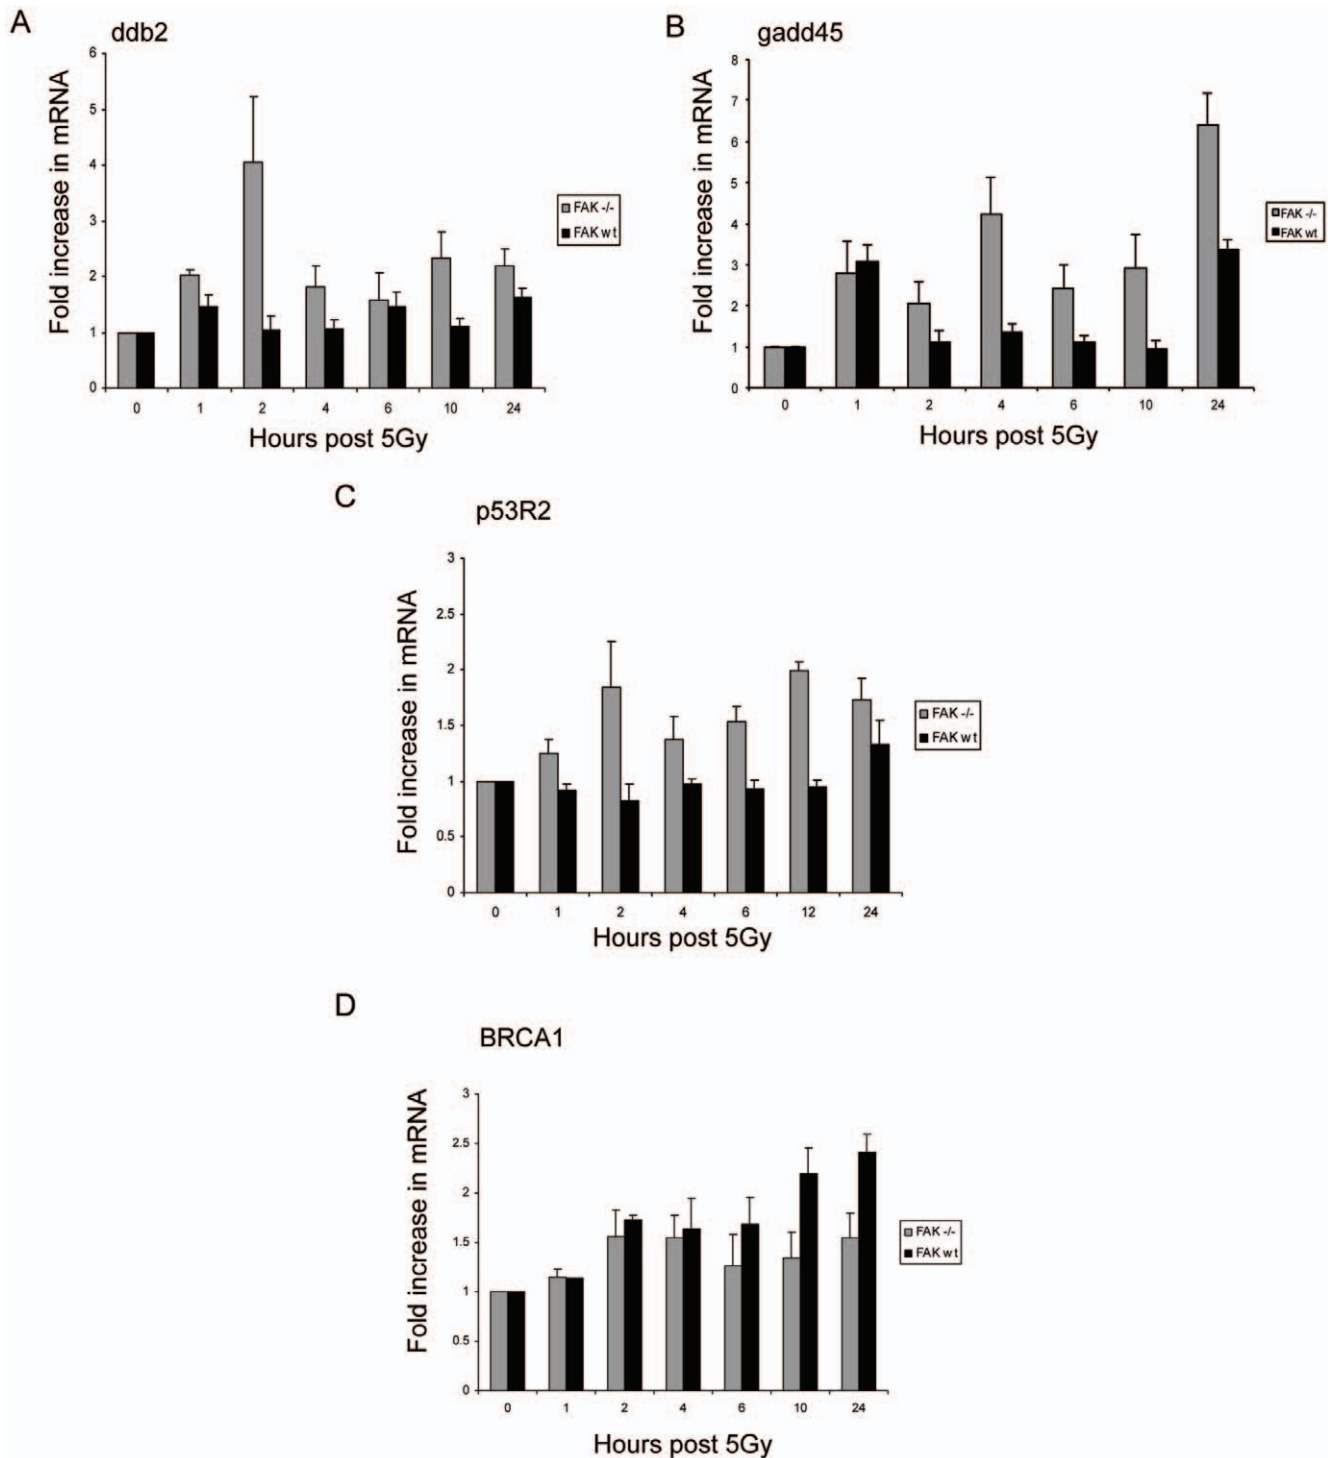 A
ddb2
Fold increase in mRNA
6
5
4
3
2
1
0
0 1 2 4 6 10 24
Hours post 5Gy
FAK -/-
FAK wt
B
gadd45
Fold increase in mRNA
8
7
6
5
4
3
2
1
0
0 1 2 4 6 10 24
Hours post 5Gy
FAK -/-
FAK wt
C
p53R2
Fold increase in mRNA
3
2.5
2
1.5
1
0.5
0
0 1 2 4 6 12 24
Hours post 5Gy
FAK -/-
FAK wt
D
BRCA1
Fold increase in mRNA
3
2.5
2
1.5
1
0.5
0
0 1 2 4 6 10 24
Hours post 5Gy
FAK -/-
FAK wt